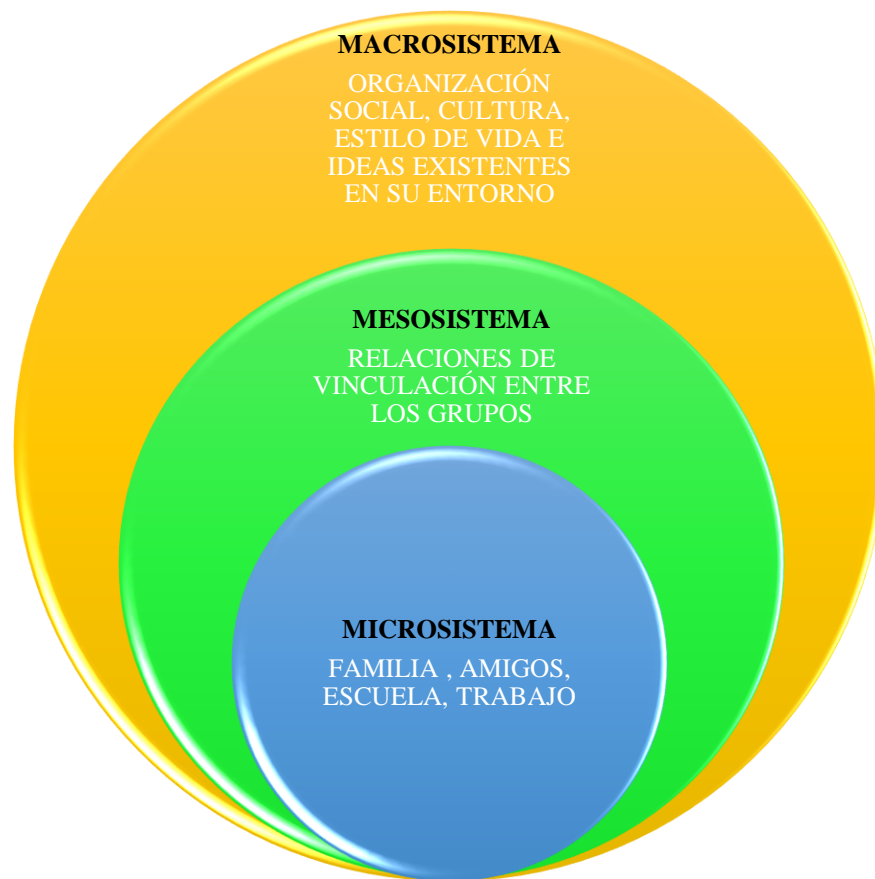 MACROSISTEMA
ORGANIZACIÓN
SOCIAL, CULTURA,
ESTILO DE VIDA E
IDEAS EXISTENTES
EN SU ENTORNO
MESOSISTEMA
RELACIONES DE
VINCULACIÓN ENTRE
LOS GRUPOS
MICROSISTEMA
FAMILIA , AMIGOS,
ESCUELA, TRABAJO